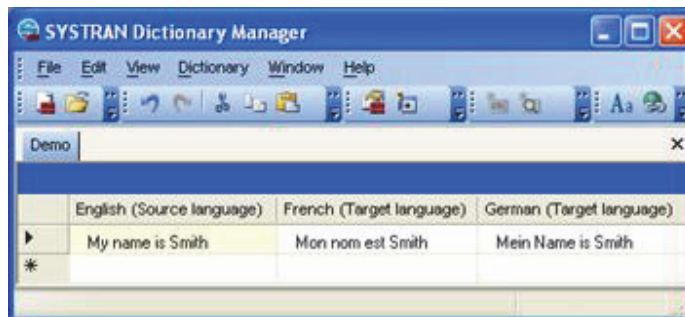 SYSTRAN Dictionary Manager
File Edit View Dictionary Window Help
Aa
Demo
English (Source language) French (Target language) German (Target language)
My name is Smith Mon nom est Smith Mein Name is Smith